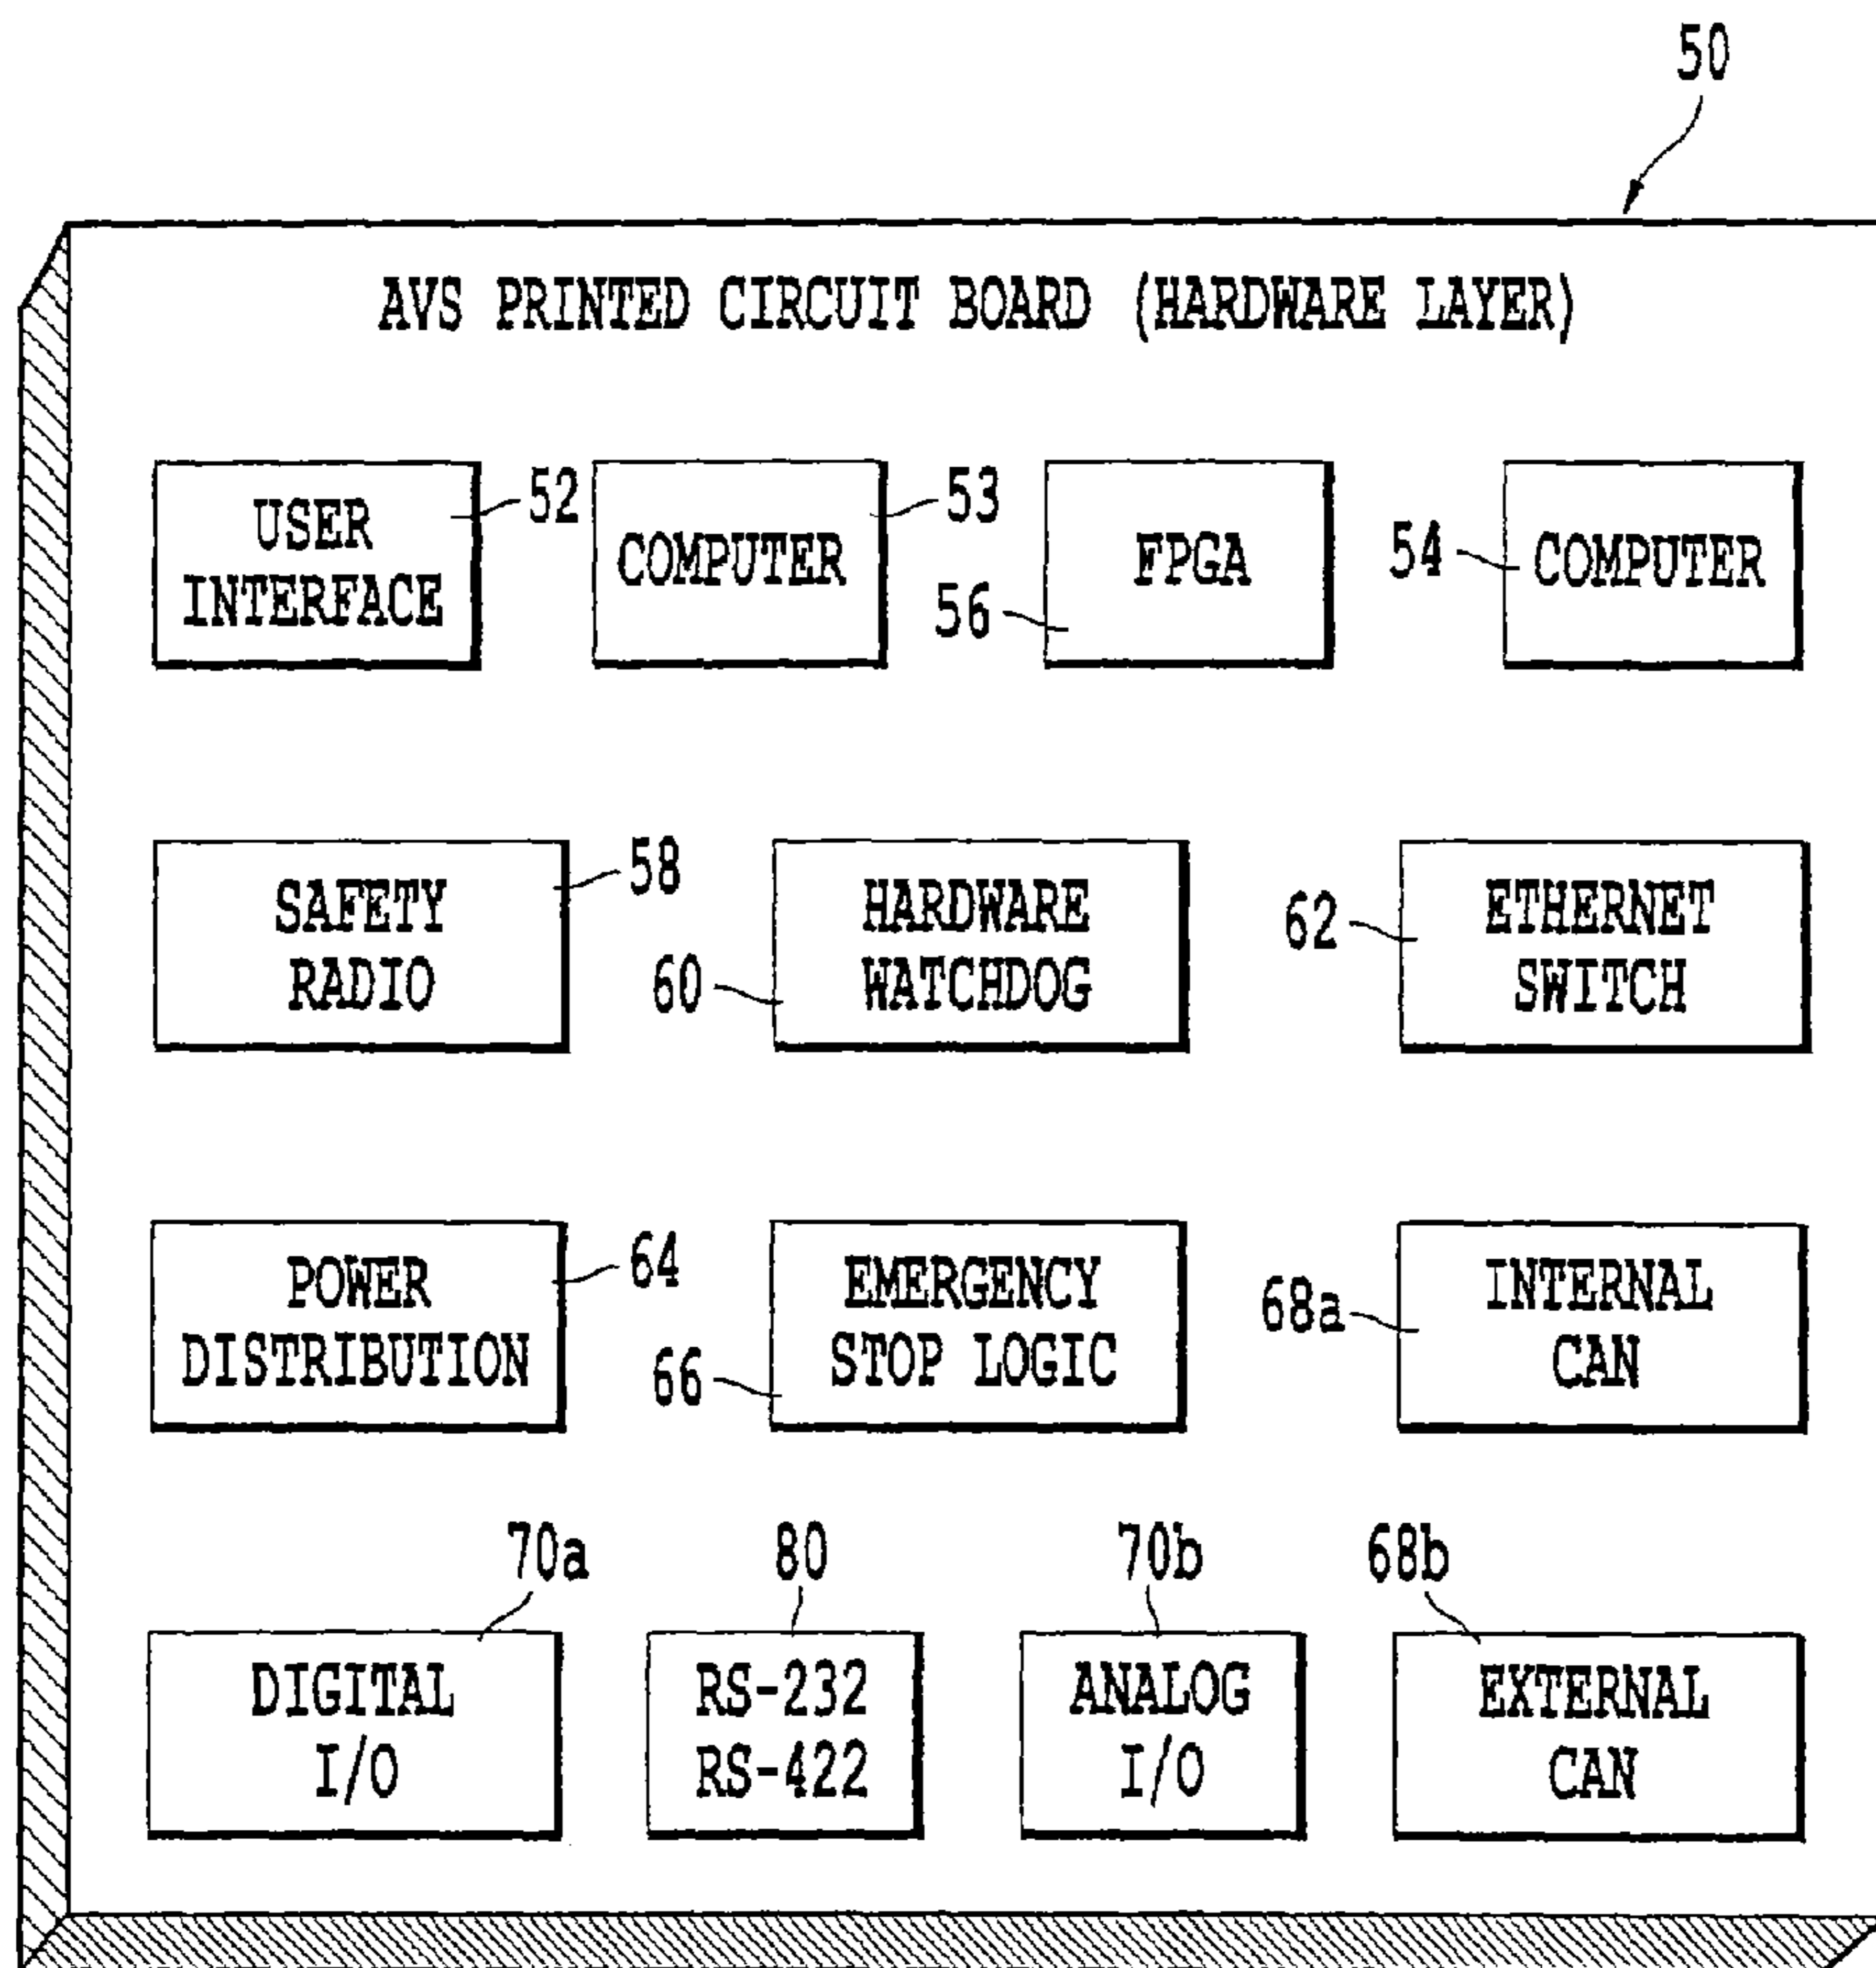 50
AVS PRINTED CIRCUIT BOARD (HARDWARE LAYER)
USER
INTERFACE
52
COMPUTER
53
FPGA
56
54
COMPUTER
SAFETY
RADIO
58
HARDWARE
WATCHDOG
60
ETHERNET
SWITCH
62
POWER
DISTRIBUTION
64
EMERGENCY
STOP LOGIC
66
INTERNAL
CAN
68a
70a
DIGITAL
I/O
80
RS-232
RS-422
70b
ANALOG
I/O
68b
EXTERNAL
CAN